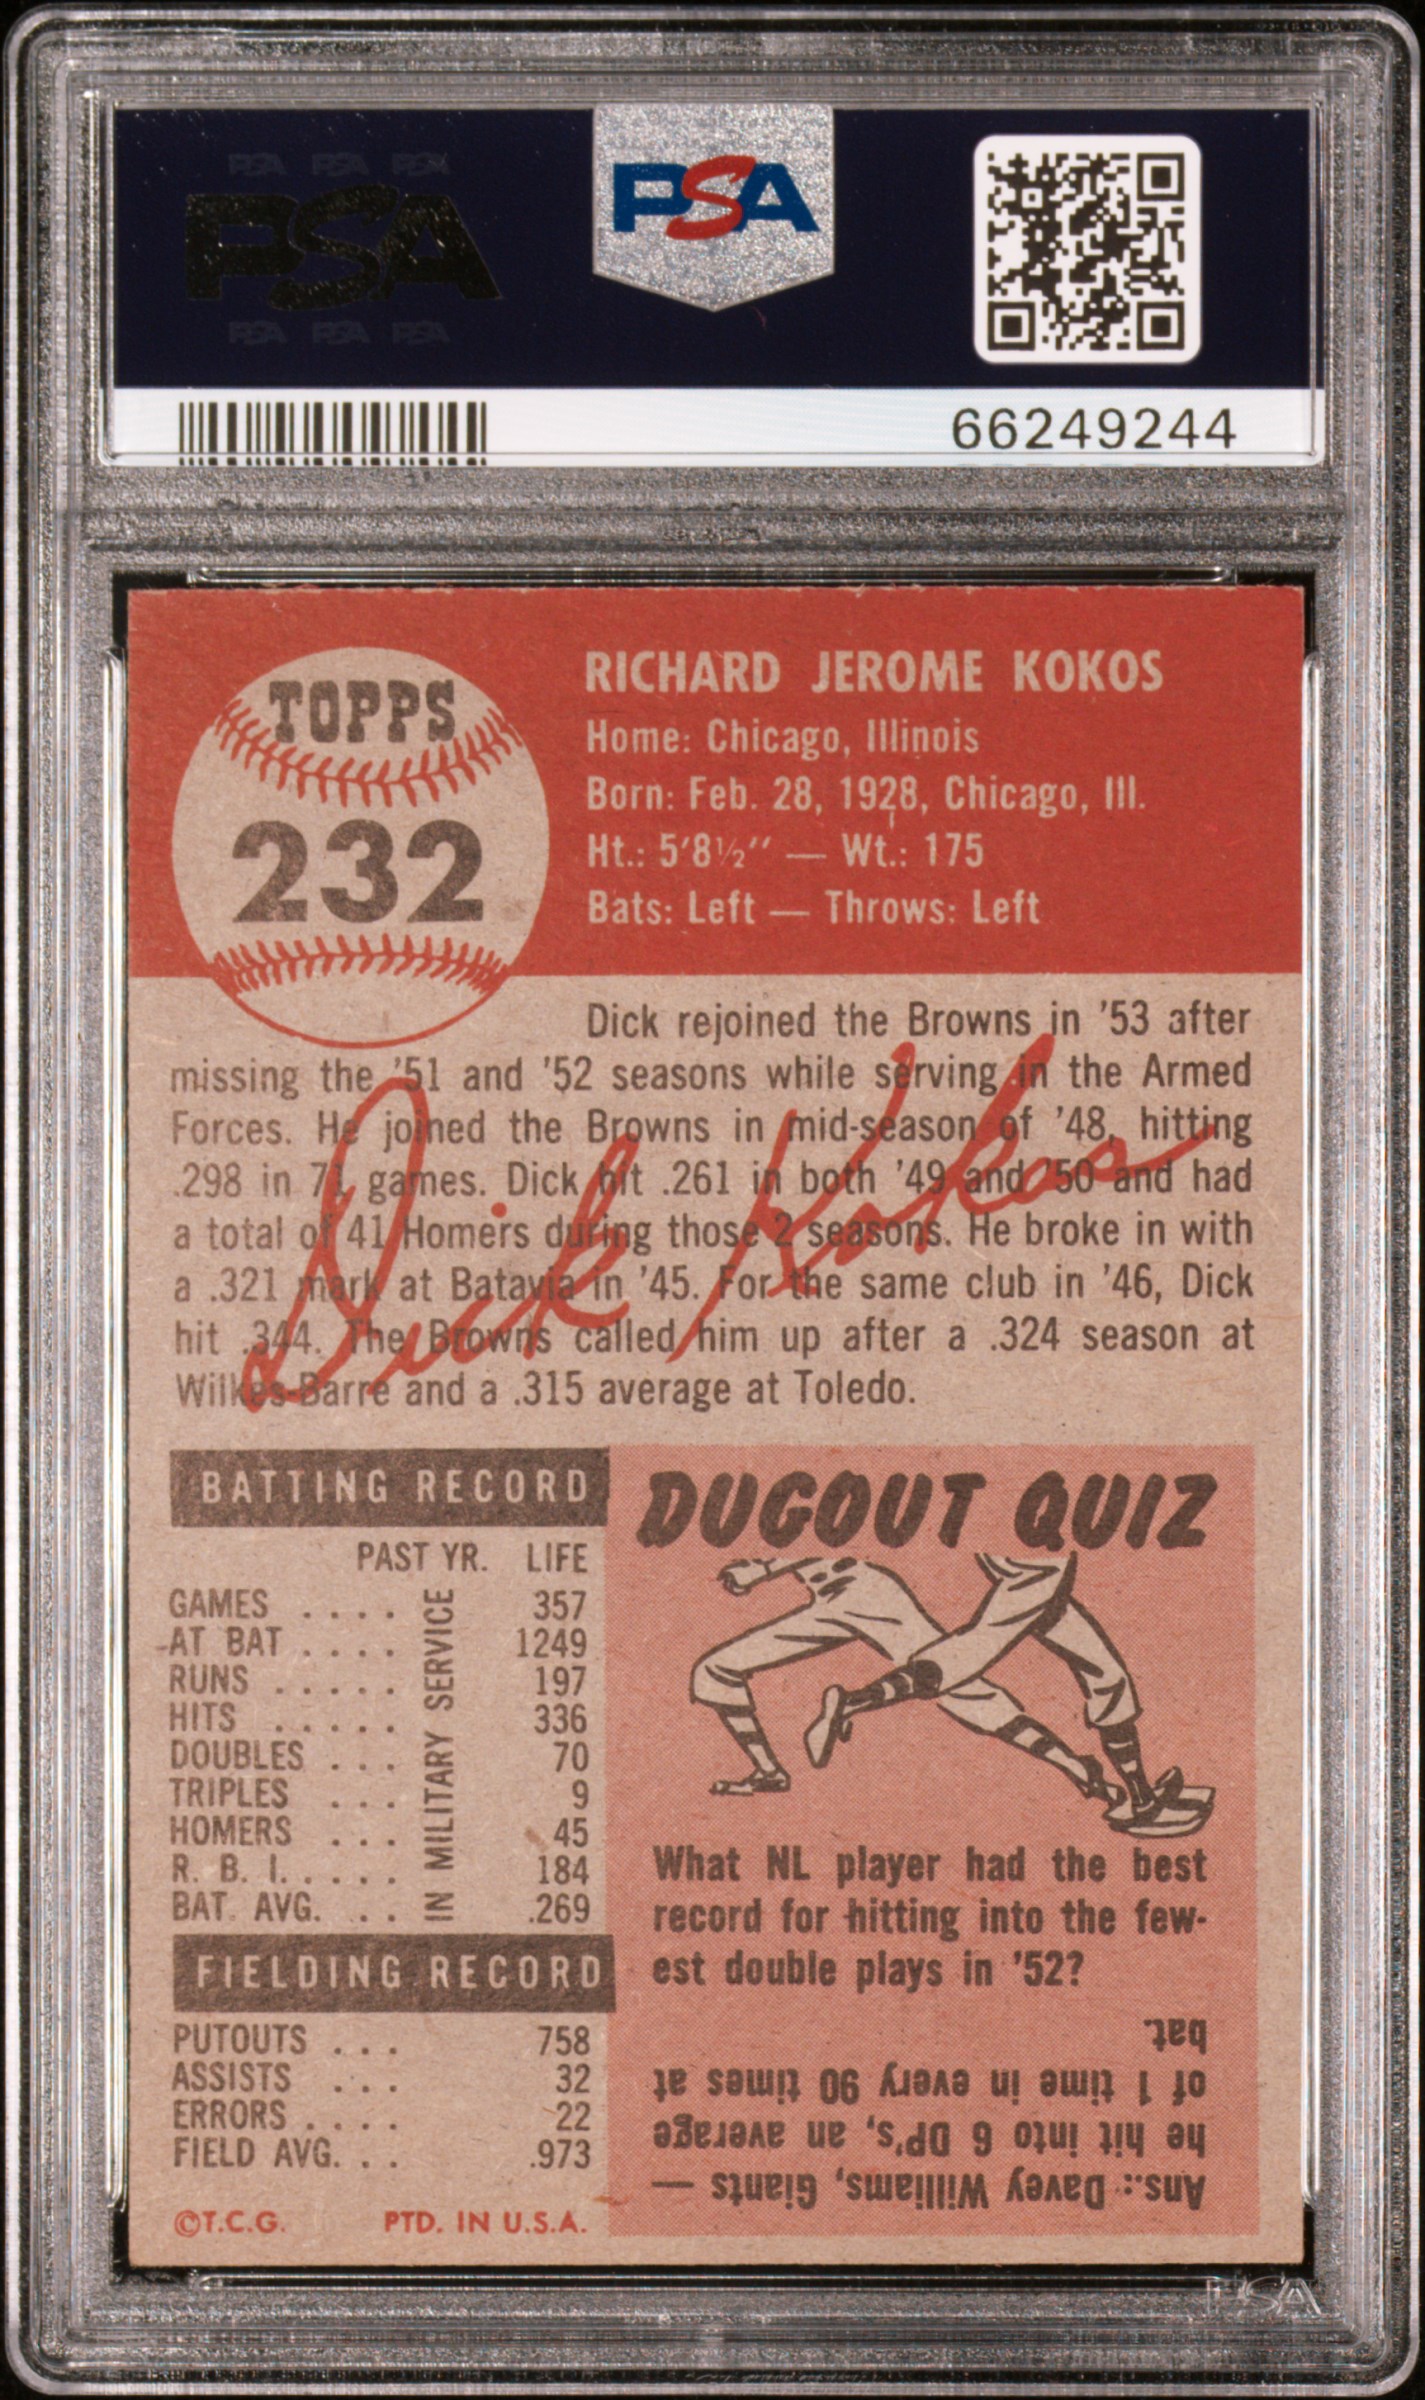 PSA PSA PSA
PSA
PSA PSA PSA
PSA
66249244
TOPPS
232
RICHARD JEROME KOKOS
Home: Chicago, Illinois
Born: Feb. 28, 1928, Chicago, Ill.
Ht.: 5'8½" — Wt.: 175
Bats: Left — Throws: Left
Dick rejoined the Browns in '53 after
missing the '51 and '52 seasons while serving in the Armed
Forces. He joined the Browns in mid-season of '48, hitting
.298 in 71 games. Dick hit .261 in both '49 and '50 and had
a total of 41 Homers during those 2 seasons. He broke in with
a .321 mark at Batavia in '45. For the same club in '46, Dick
hit .344. The Browns called him up after a .324 season at
Wilkes-Barre and a .315 average at Toledo.
Dick Kokos
BATTING RECORD
PAST YR. LIFE
GAMES .... 357
AT BAT .... 1249
RUNS ..... 197
HITS ..... 336
DOUBLES ... 70
TRIPLES ... 9
HOMERS ... 45
R. B. I. .... 184
BAT. AVG. ... .269
IN MILITARY SERVICE
FIELDING RECORD
PUTOUTS ... 758
ASSISTS ... 32
ERRORS .... 22
FIELD AVG. .. .973
©T.C.G. PTD. IN U.S.A.
DUGOUT QUIZ
What NL player had the best
record for hitting into the few-
est double plays in '52?
Ans.: Davey Williams, Giants —
he hit into 6 DP's, an average
of 1 time in every 90 times at
bat.
PSA